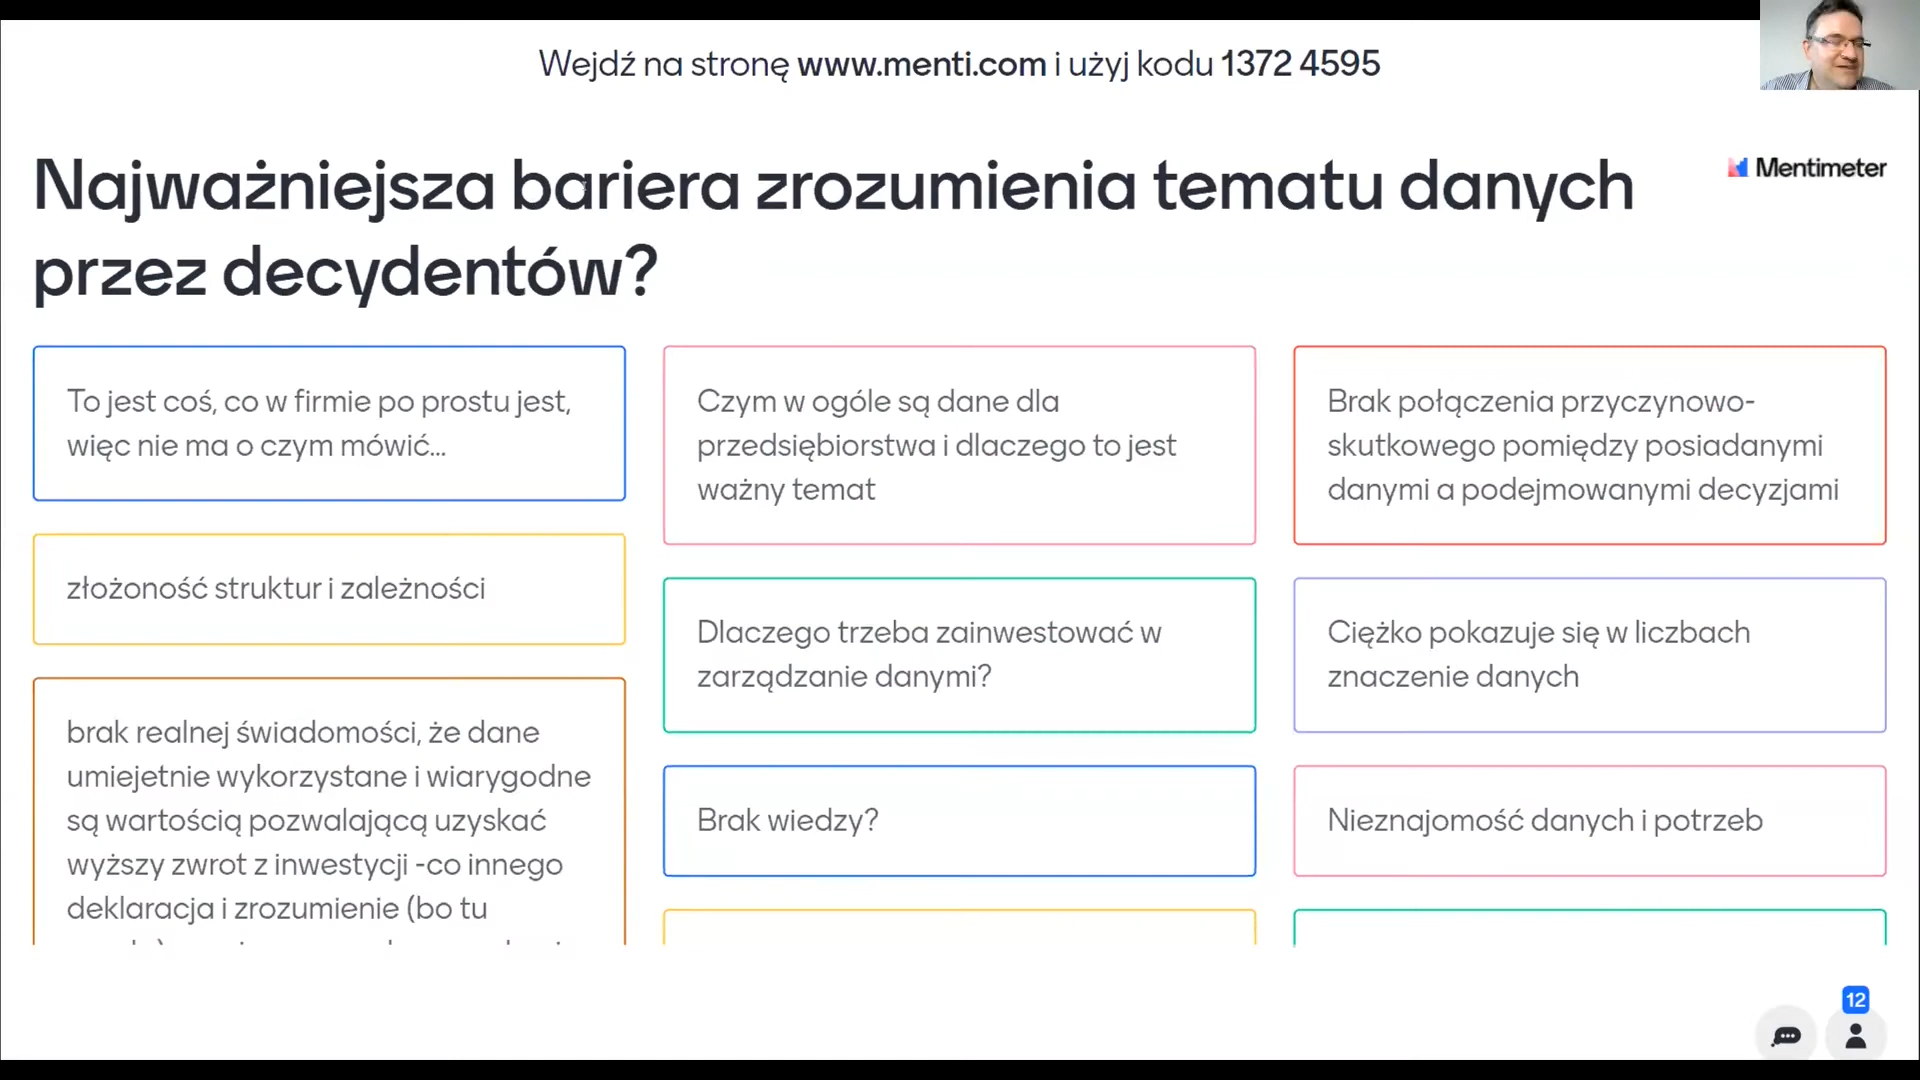 Wejdź na stronę www.menti.com i użyj kodu 1372 4595
Najważniejsza bariera zrozumienia tematu danych
przez decydentów?
Mentimeter
To jest coś, co w firmie po prostu jest,
więc nie ma o czym mówić...
złożoność struktur i zależności
brak realnej świadomości, że dane
umiejetnie wykorzystane i wiarygodne
są wartością pozwalającą uzyskać
wyższy zwrot z inwestycji -co innego
deklaracja i zrozumienie (bo tu
Czym w ogóle są dane dla
przedsiębiorstwa i dlaczego to jest
ważny temat
Dlaczego trzeba zainwestować w
zarządzanie danymi?
Brak wiedzy?
Brak połączenia przyczynowo-
skutkowego pomiędzy posiadanymi
danymi a podejmowanymi decyzjami
Ciężko pokazuje się w liczbach
znaczenie danych
Nieznajomość danych i potrzeb
12